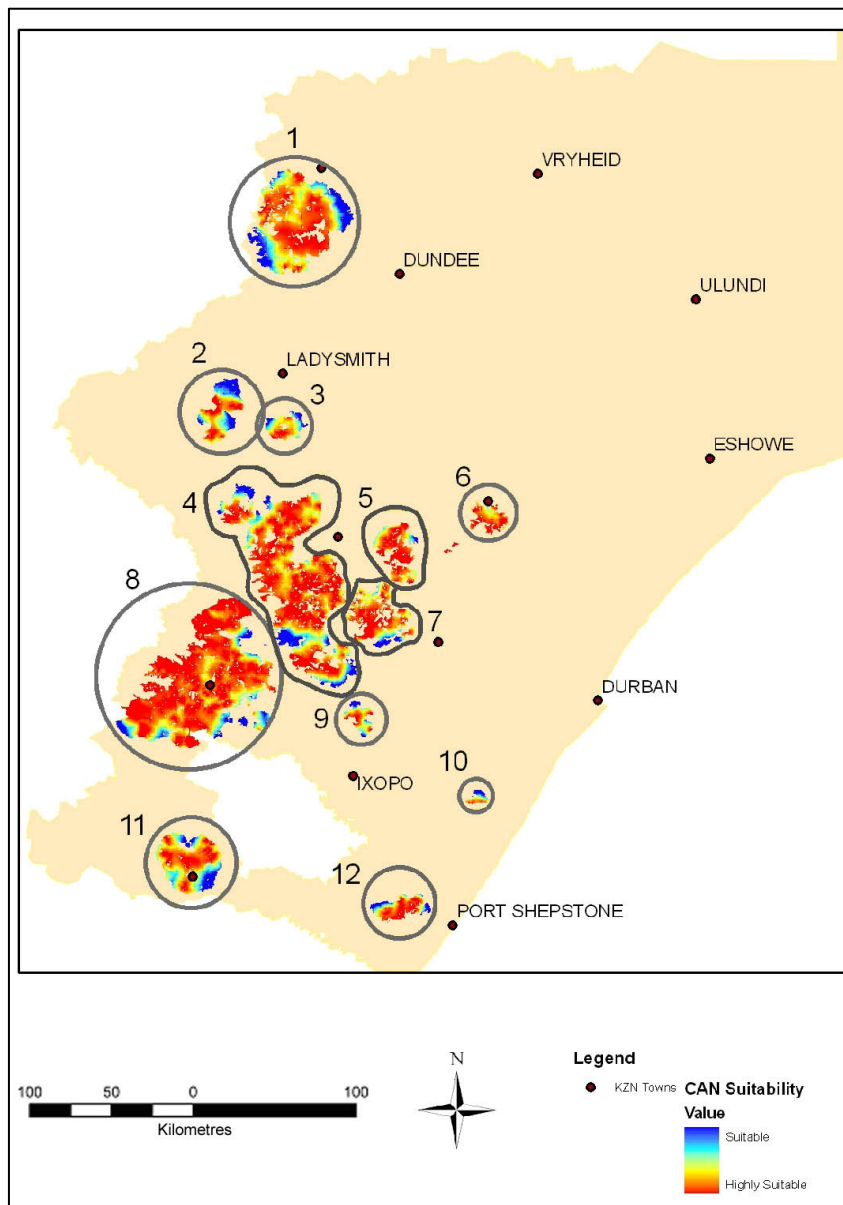 1
VRYHEID
DUNDEE
ULUNDI
2
LADYSMITH
3
ESHOWE
4
5
6
8
7
DURBAN
9
10
IXOPO
11
12
PORT SHEPSTONE
100 50 0 100
Kilometres
N
Legend
KZN Towns
CAN Suitability
Value
Suitable
Highly Suitable